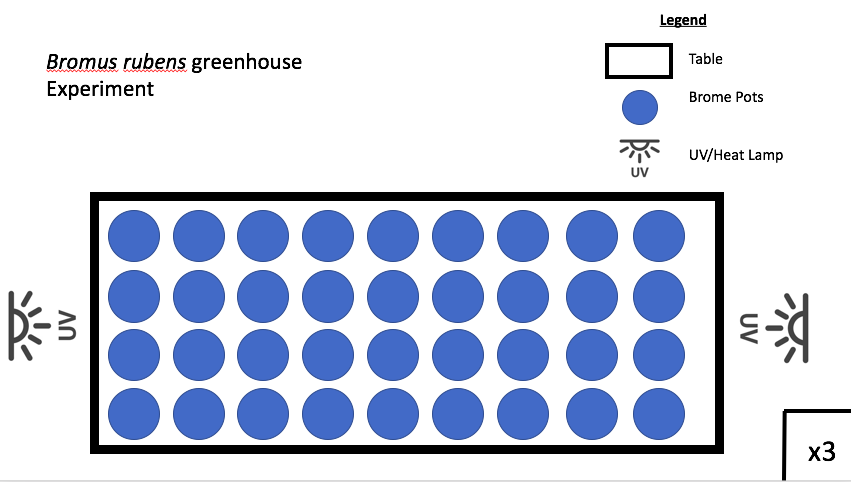 Legend
Bromus rubens greenhouse
Experiment
Table
Brome Pots
UV/Heat Lamp
UV
UV
UV
x3